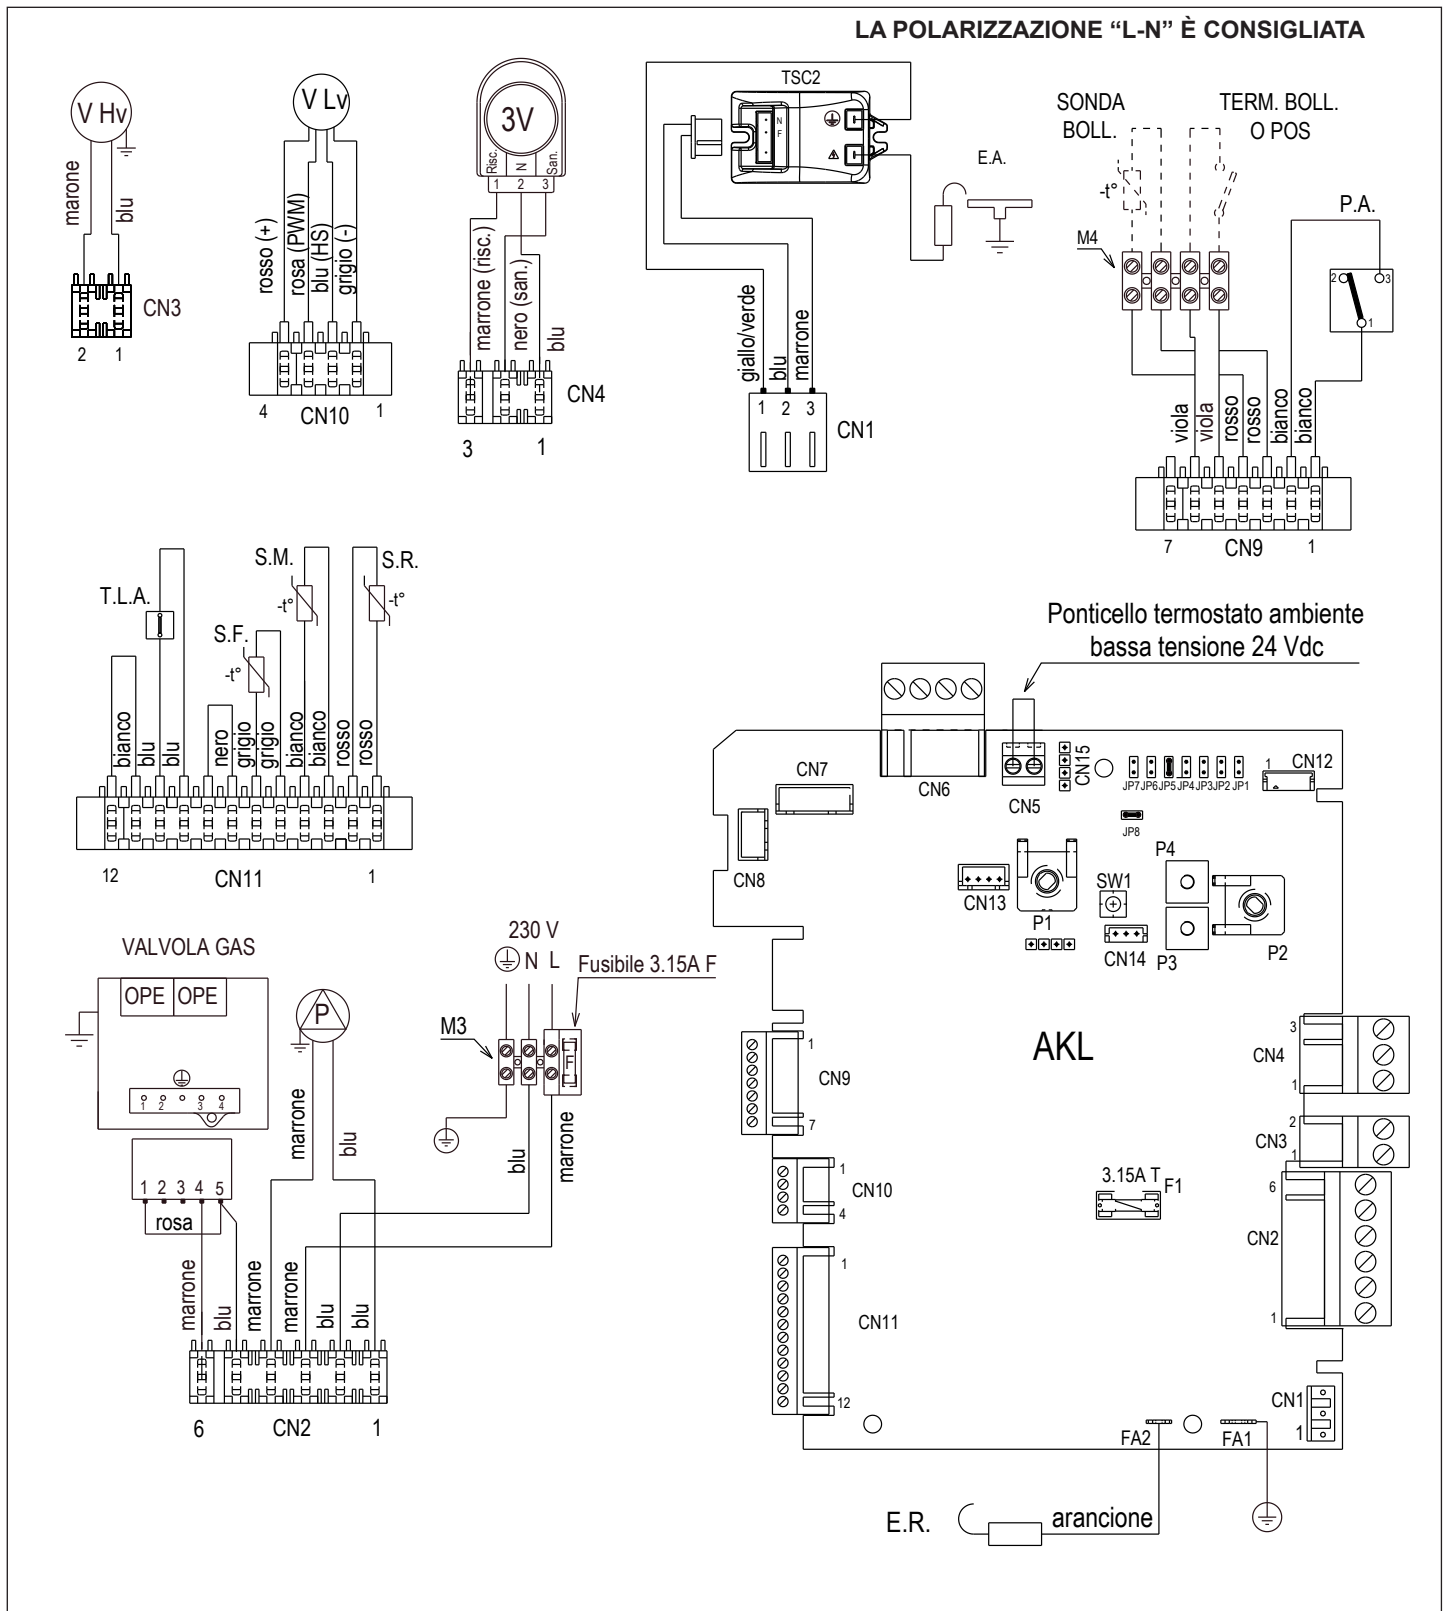 LA POLARIZZAZIONE “L-N” È CONSIGLIATA
V Hv
marone
blu
CN3
2 1
V Lv
rosso (+)
rosa (PWM)
blu (HS)
grigio (-)
4 CN10 1
3V
Risc.
N
San.
1 2 3
marrone (risc.)
nero (san.)
blu
CN4
3 1
TSC2
N
F
E.A.
giallo/verde
blu
marrone
1 2 3
CN1
SONDA
BOLL.
TERM. BOLL.
O POS
-t°
M4
P.A.
2 3
1
viola
viola
rosso
rosso
bianco
bianco
7 CN9 1
T.L.A.
S.F.
-t°
S.M.
-t°
S.R.
-t°
bianco
blu
blu
nero
grigio
grigio
bianco
bianco
rosso
rosso
12 CN11 1
Ponticello termostato ambiente
bassa tensione 24 Vdc
CN7
CN6
CN5
CN15
JP7 JP6 JP5 JP4 JP3 JP2 JP1
1 CN12
JP8
CN8
CN13
P1
SW1
CN14
P4
P3
P2
AKL
1
CN9
7
1
CN10
4
1
CN11
12
3
CN4
1
2
CN3
1
6
CN2
1
3.15A T
F1
CN1
1
FA2
FA1
E.R.
arancione
VALVOLA GAS
OPE OPE
1 2 3 4
1 2 3 4 5
rosa
P
marrone
blu
230 V
N L
Fusibile 3.15A F
M3
F
blu
marrone
marrone
blu
marrone
marrone
blu
blu
6 CN2 1